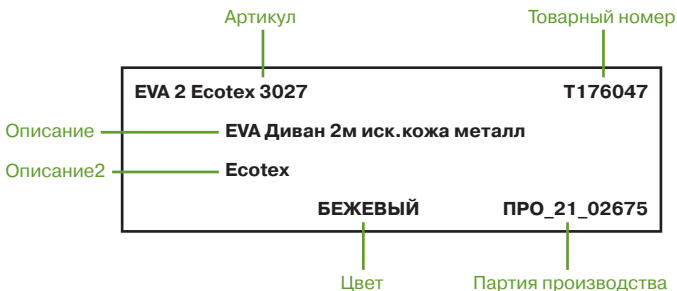 Артикул Товарный номер
EVA 2 Ecotex 3027 T176047
Описание EVA Диван 2м иск.кожа металл
Описание2 Ecotex
БЕЖЕВЫЙ ПРО_21_02675
Цвет Партия производства